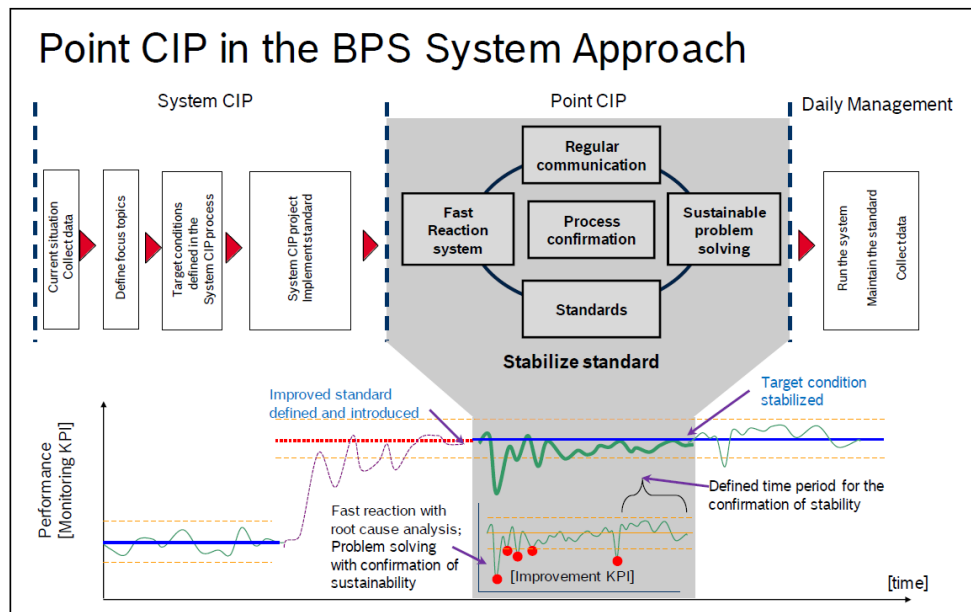 Point CIP in the BPS System Approach
System CIP
Point CIP
Daily Management
Current situation
Collect data
Define focus topics
Target conditions
defined in the
System CIP process
System CIP project
Implement standard
Regular
communication
Fast
Reaction
system
Process
confirmation
Sustainable
problem
solving
Standards
Stabilize standard
Run the system
Maintain the standard
Collect data
Improved standard
defined and introduced
Target condition
stabilized
Performance
[Monitoring KPI]
Defined time period for the
confirmation of stability
Fast reaction with
root cause analysis;
Problem solving
with confirmation of
sustainability
[Improvement KPI]
[time]